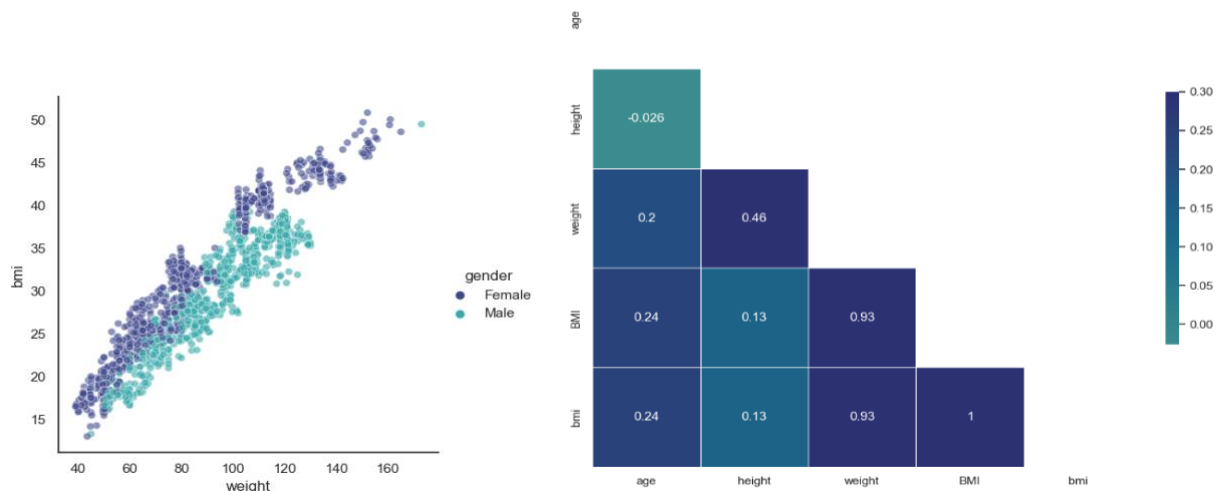 bmi
50
45
40
35
30
25
20
15
40 60 80 100 120 140 160
weight
gender
Female
Male
age
height
weight
BMI
bmi
-0.026
0.2 0.46
0.24 0.13 0.93
0.24 0.13 0.93 1
age height weight BMI bmi
0.30
0.25
0.20
0.15
0.10
0.05
0.00